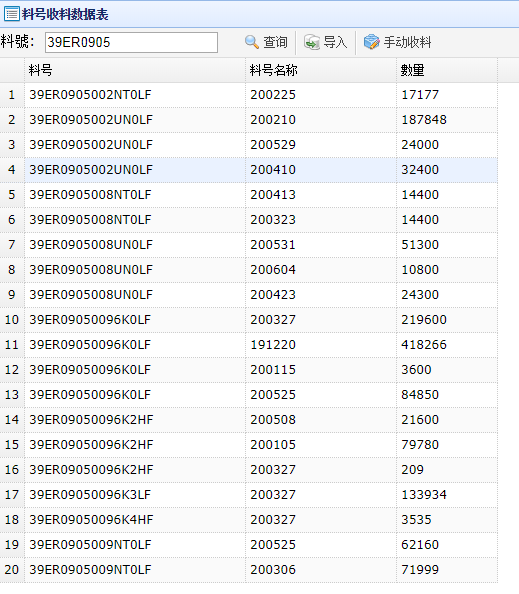 料号收料数据表
料號： 39ER0905 查询 导入 手动收料
料号 料号名称 數量
1 39ER0905002NT0LF 200225 17177
2 39ER0905002UN0LF 200210 187848
3 39ER0905002UN0LF 200529 24000
4 39ER0905002UN0LF 200410 32400
5 39ER0905008NT0LF 200413 14400
6 39ER0905008NT0LF 200323 14400
7 39ER0905008UN0LF 200531 51300
8 39ER0905008UN0LF 200604 10800
9 39ER0905008UN0LF 200423 24300
10 39ER09050096K0LF 200327 219600
11 39ER09050096K0LF 191220 418266
12 39ER09050096K0LF 200115 3600
13 39ER09050096K0LF 200525 84850
14 39ER09050096K2HF 200508 21600
15 39ER09050096K2HF 200105 79780
16 39ER09050096K2HF 200327 209
17 39ER09050096K3LF 200327 133934
18 39ER09050096K4HF 200327 3535
19 39ER0905009NT0LF 200525 62160
20 39ER0905009NT0LF 200306 71999